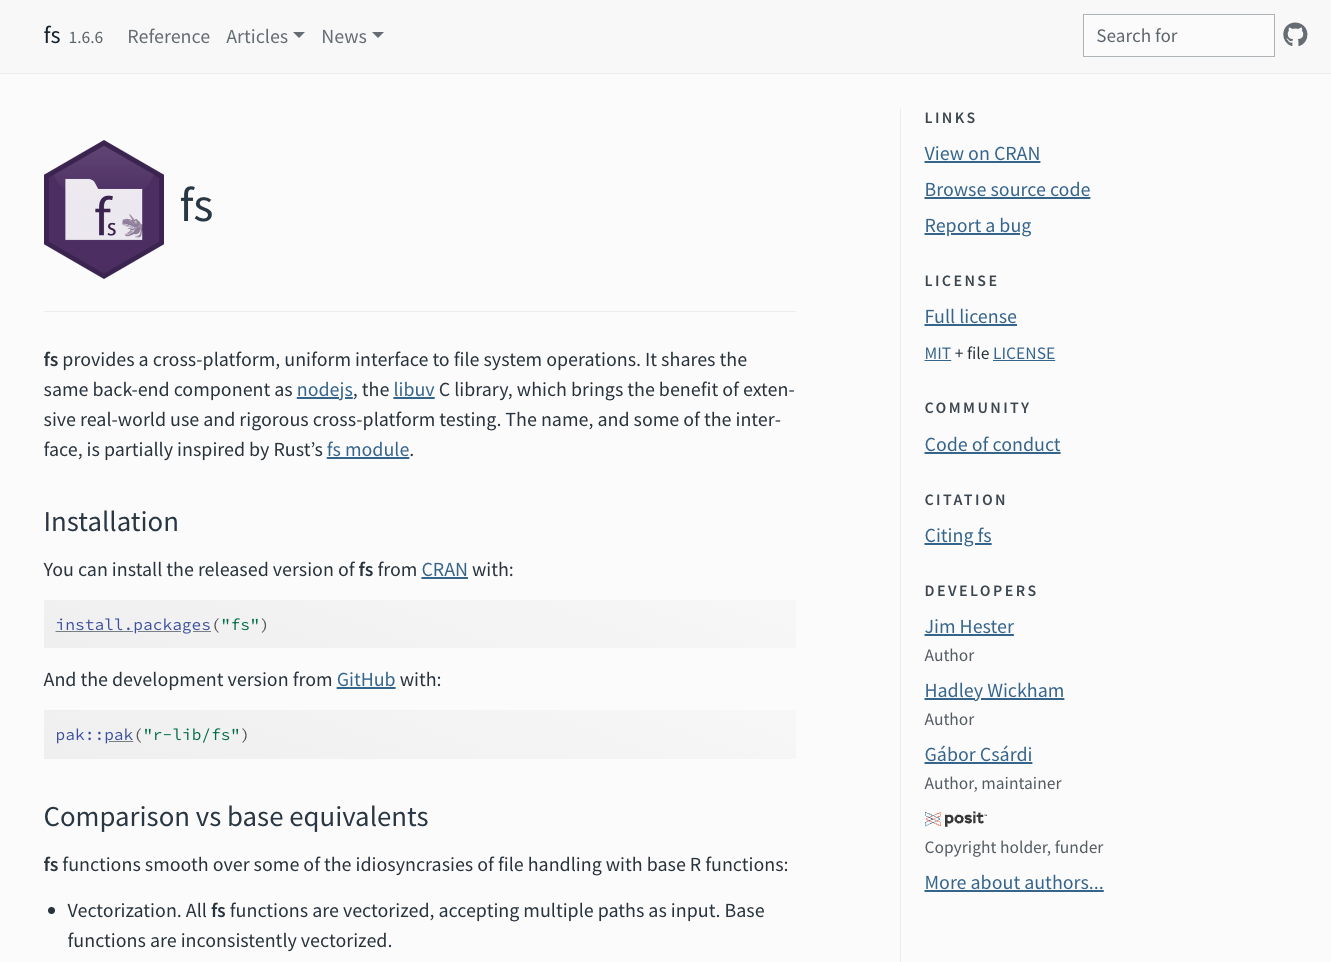 fs 1.6.6 Reference Articles News
Search for
fs
fs
fs provides a cross-platform, uniform interface to file system operations. It shares the
same back-end component as nodejs, the libuv C library, which brings the benefit of exten-
sive real-world use and rigorous cross-platform testing. The name, and some of the inter-
face, is partially inspired by Rust’s fs module.
Installation
You can install the released version of fs from CRAN with:
install.packages("fs")
And the development version from GitHub with:
pak::pak("r-lib/fs")
Comparison vs base equivalents
fs functions smooth over some of the idiosyncrasies of file handling with base R functions:
• Vectorization. All fs functions are vectorized, accepting multiple paths as input. Base
functions are inconsistently vectorized.
LINKS
View on CRAN
Browse source code
Report a bug
LICENSE
Full license
MIT + file LICENSE
COMMUNITY
Code of conduct
CITATION
Citing fs
DEVELOPERS
Jim Hester
Author
Hadley Wickham
Author
Gábor Csárdi
Author, maintainer
posit
Copyright holder, funder
More about authors...